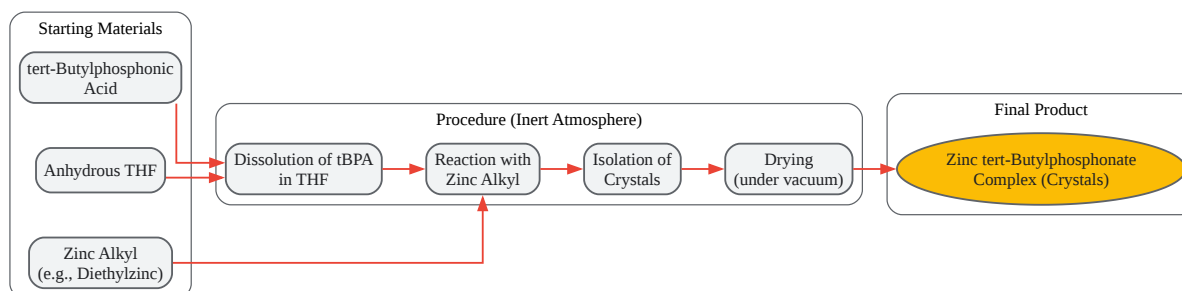 Starting Materials
tert-Butylphosphonic
Acid
Anhydrous THF
Zinc Alkyl
(e.g., Diethylzinc)
Procedure (Inert Atmosphere)
Dissolution of tBPA
in THF
Reaction with
Zinc Alkyl
Isolation of
Crystals
Drying
(under vacuum)
Final Product
Zinc tert-Butylphosphonate
Complex (Crystals)